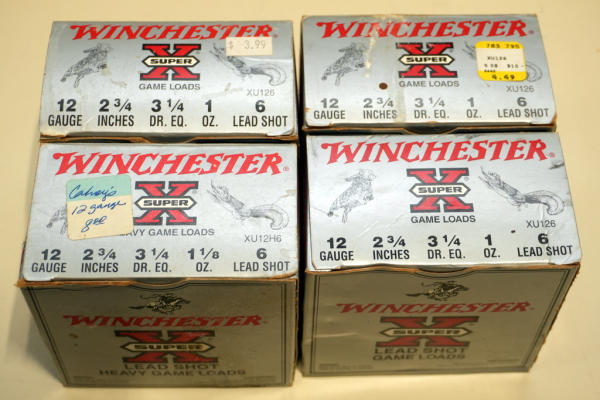 WINCHESTER
$ 3.99
X
SUPER
GAME LOADS
XU126
12 2 3/4 3 1/4 1 6
GAUGE INCHES DR. EQ. OZ. LEAD SHOT
WINCHESTER
783 795
XU126
4.49
X
SUPER
GAME LOADS
XU126
12 2 3/4 3 1/4 1 6
GAUGE INCHES DR. EQ. OZ. LEAD SHOT
WINCHESTER
12 gauge
X
SUPER
HEAVY GAME LOADS
XU12H6
12 2 3/4 3 1/4 1 1/8 6
GAUGE INCHES DR. EQ. OZ. LEAD SHOT
WINCHESTER
X
SUPER
LEAD SHOT
HEAVY GAME LOADS
WINCHESTER
X
SUPER
GAME LOADS
XU126
12 2 3/4 3 1/4 1 6
GAUGE INCHES DR. EQ. OZ. LEAD SHOT
WINCHESTER
X
SUPER
LEAD SHOT
GAME LOADS